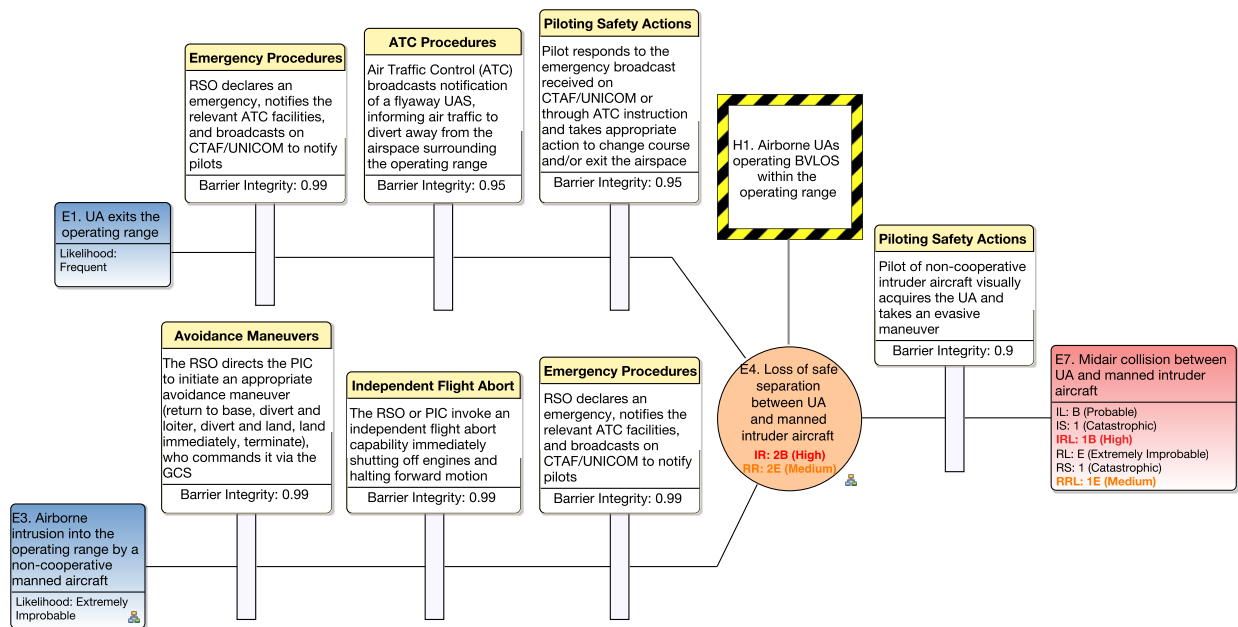 Emergency Procedures
RSO declares an
emergency, notifies the
relevant ATC facilities,
and broadcasts on
CTAF/UNICOM to notify
pilots
Barrier Integrity: 0.99
ATC Procedures
Air Traffic Control (ATC)
broadcasts notification
of a flyaway UAS,
informing air traffic to
divert away from the
airspace surrounding
the operating range
Barrier Integrity: 0.95
Piloting Safety Actions
Pilot responds to the
emergency broadcast
received on
CTAF/UNICOM or
through ATC instruction
and takes appropriate
action to change course
and/or exit the airspace
Barrier Integrity: 0.95
H1. Airborne UAs
operating BVLOS
within the
operating range
E1. UA exits the
operating range
Likelihood:
Frequent
Piloting Safety Actions
Pilot of non-cooperative
intruder aircraft visually
acquires the UA and
takes an evasive
maneuver
Barrier Integrity: 0.9
Avoidance Maneuvers
The RSO directs the PIC
to initiate an appropriate
avoidance maneuver
(return to base, divert and
loiter, divert and land, land
immediately, terminate),
who commands it via the
GCS
Barrier Integrity: 0.99
Independent Flight Abort
The RSO or PIC invoke an
independent flight abort
capability immediately
shutting off engines and
halting forward motion
Barrier Integrity: 0.99
Emergency Procedures
RSO declares an
emergency, notifies the
relevant ATC facilities,
and broadcasts on
CTAF/UNICOM to notify
pilots
Barrier Integrity: 0.99
E4. Loss of safe
separation
between UA
and manned
intruder aircraft
IR: 2B (High)
RR: 2E (Medium)
E7. Midair collision between
UA and manned intruder
aircraft
IL: B (Probable)
IS: 1 (Catastrophic)
IRL: 1B (High)
RL: E (Extremely Improbable)
RS: 1 (Catastrophic)
RRL: 1E (Medium)
E3. Airborne
intrusion into the
operating range by a
non-cooperative
manned aircraft
Likelihood: Extremely
Improbable